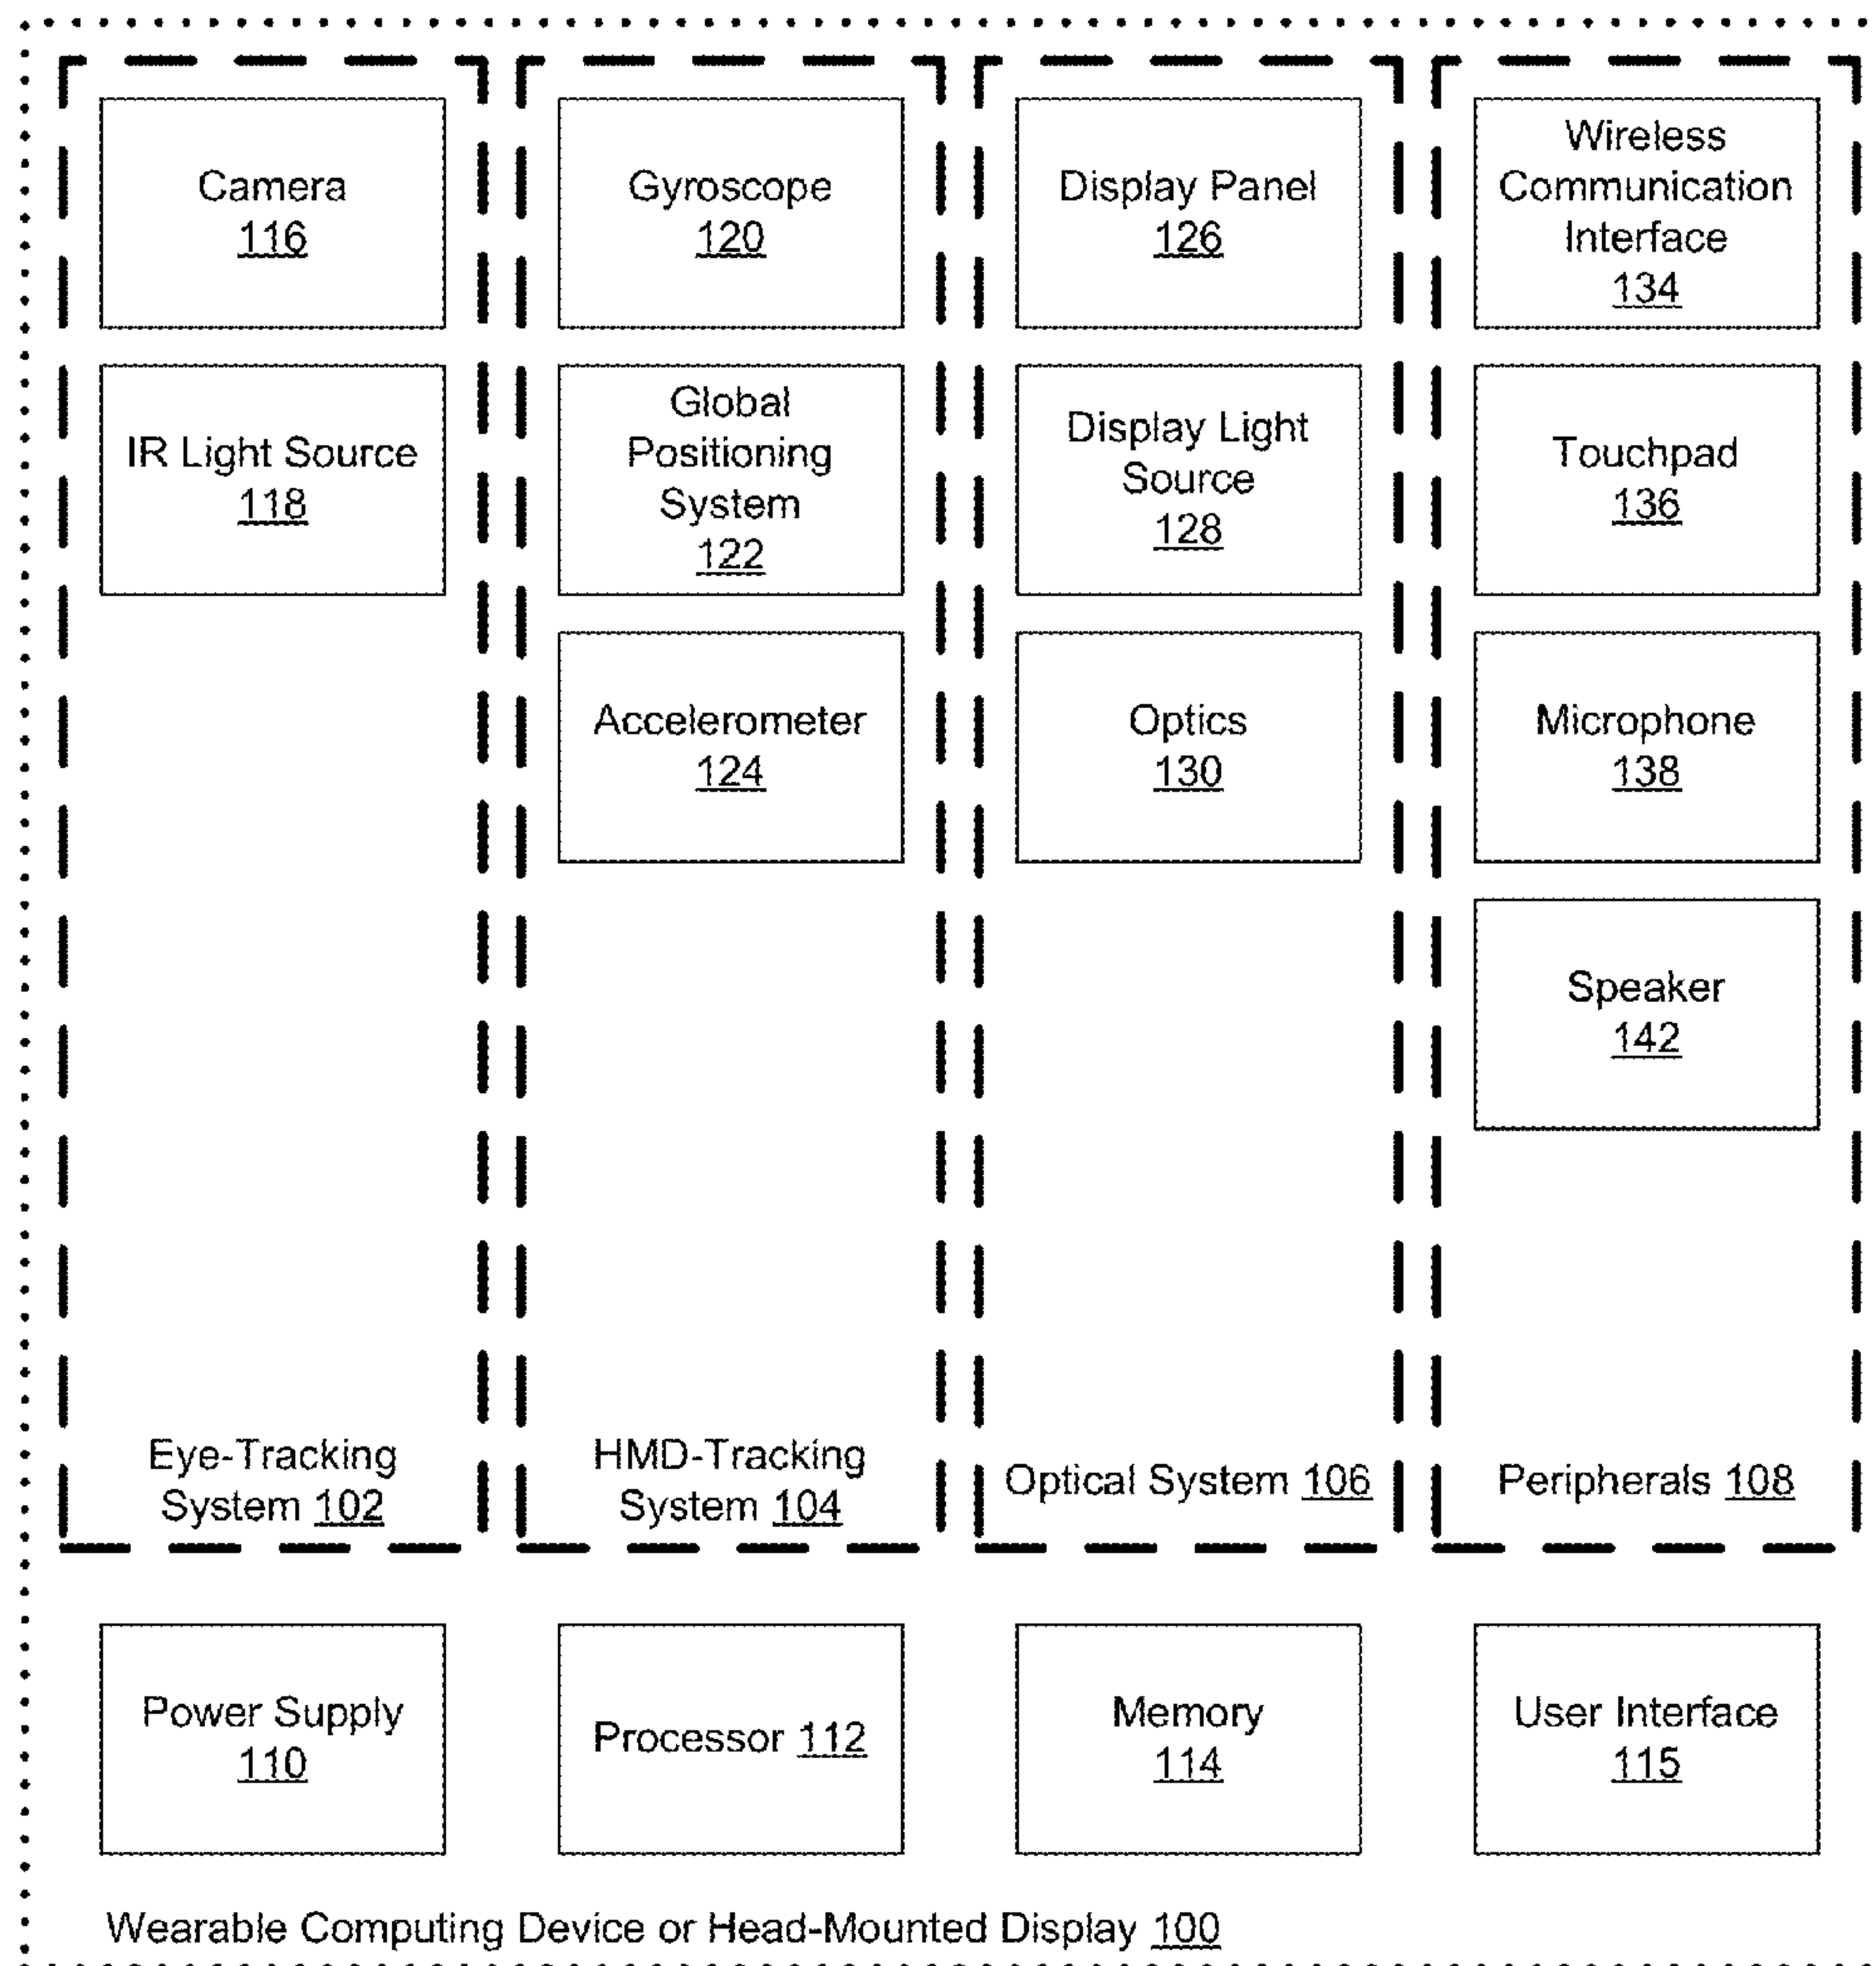 Camera
116
IR Light Source
118
Eye-Tracking
System 102
Gyroscope
120
Global
Positioning
System
122
Accelerometer
124
HMD-Tracking
System 104
Display Panel
126
Display Light
Source
128
Optics
130
Optical System 106
Wireless
Communication
Interface
134
Touchpad
136
Microphone
138
Speaker
142
Peripherals 108
Power Supply
110
Processor 112
Memory
114
User Interface
115
Wearable Computing Device or Head-Mounted Display 100